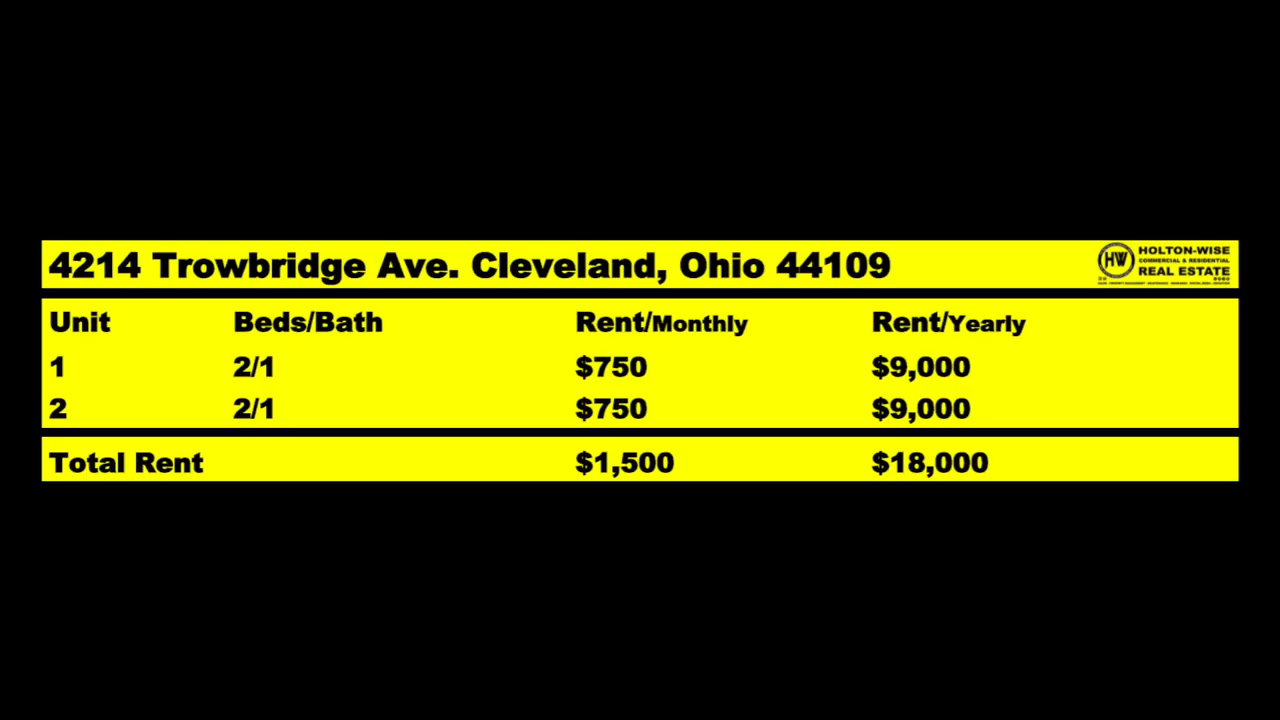 4214 Trowbridge Ave. Cleveland, Ohio 44109
HOLTON-WISE
COMMERCIAL & RESIDENTIAL
REAL ESTATE
HW
Unit Beds/Bath Rent/Monthly Rent/Yearly
1 2/1 $750 $9,000
2 2/1 $750 $9,000
Total Rent $1,500 $18,000